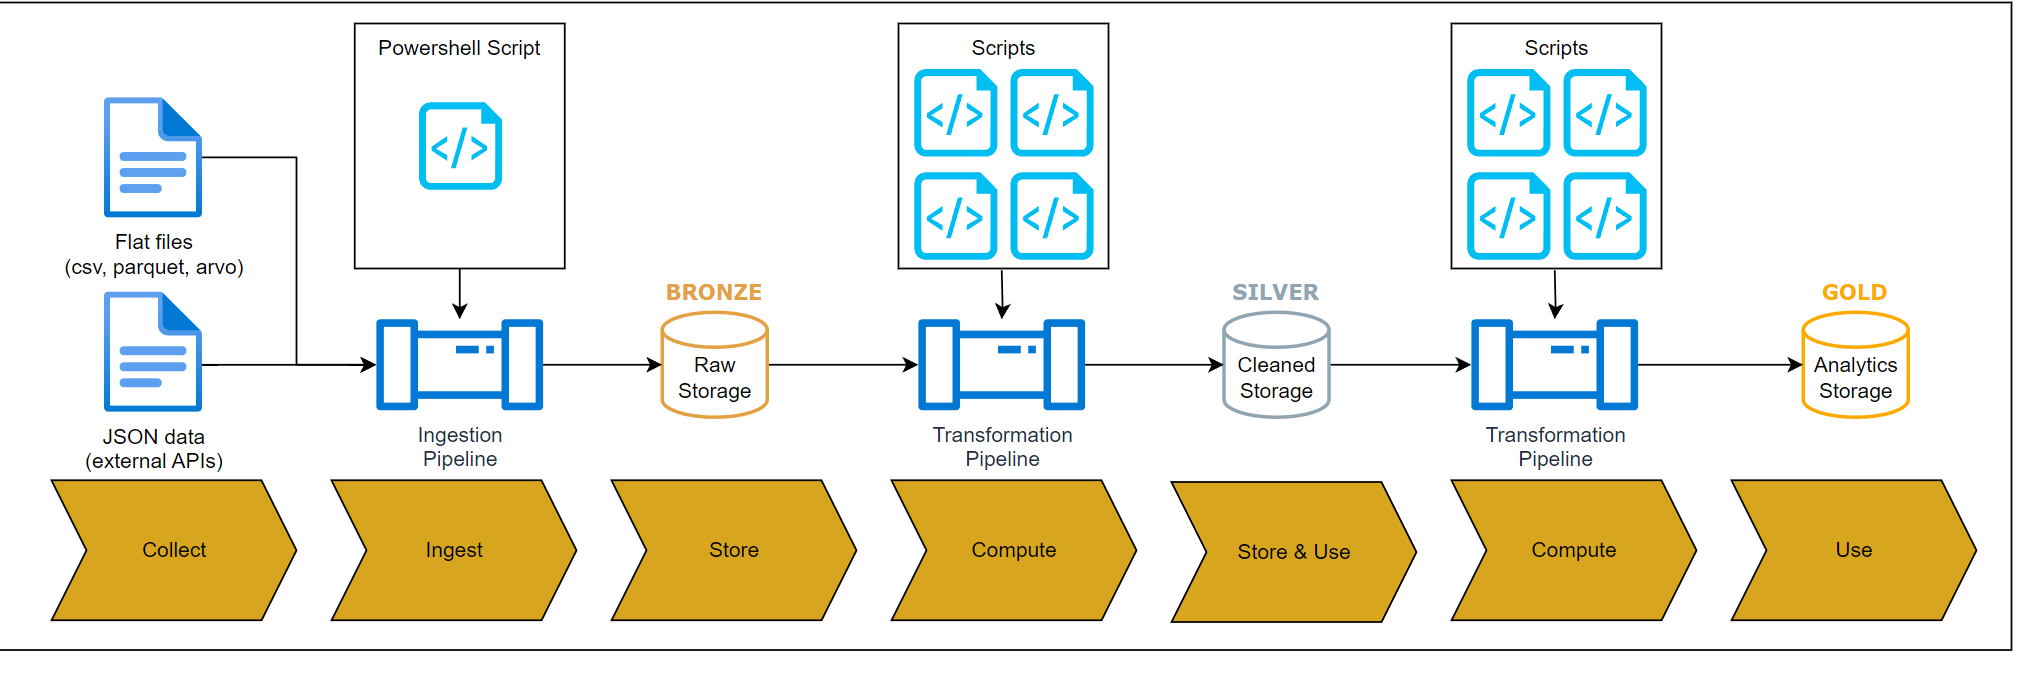 Powershell Script
Scripts
Scripts
Flat files
(csv, parquet, arvo)
JSON data
(external APIs)
Ingestion
Pipeline
BRONZE
Raw
Storage
Transformation
Pipeline
SILVER
Cleaned
Storage
Transformation
Pipeline
GOLD
Analytics
Storage
Collect
Ingest
Store
Compute
Store & Use
Compute
Use